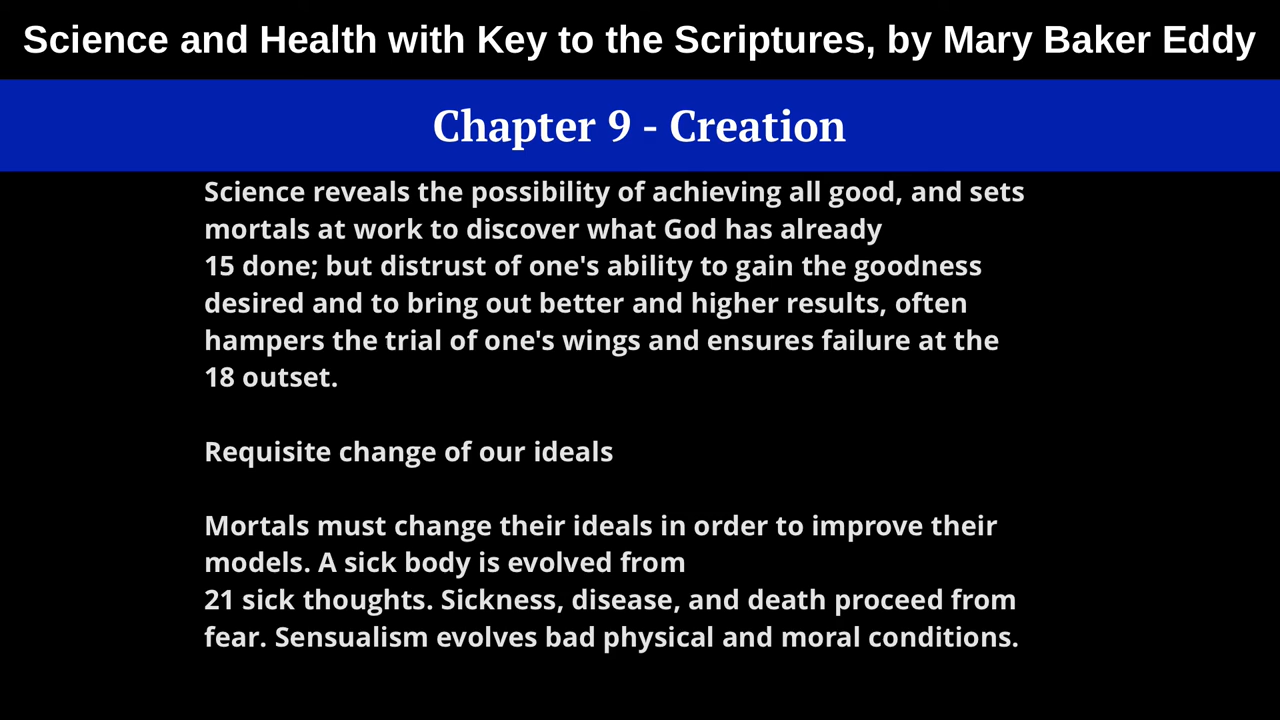 Science and Health with Key to the Scriptures, by Mary Baker Eddy
Chapter 9 - Creation
Science reveals the possibility of achieving all good, and sets
mortals at work to discover what God has already
15 done; but distrust of one's ability to gain the goodness
desired and to bring out better and higher results, often
hampers the trial of one's wings and ensures failure at the
18 outset.
Requisite change of our ideals
Mortals must change their ideals in order to improve their
models. A sick body is evolved from
21 sick thoughts. Sickness, disease, and death proceed from
fear. Sensualism evolves bad physical and moral conditions.